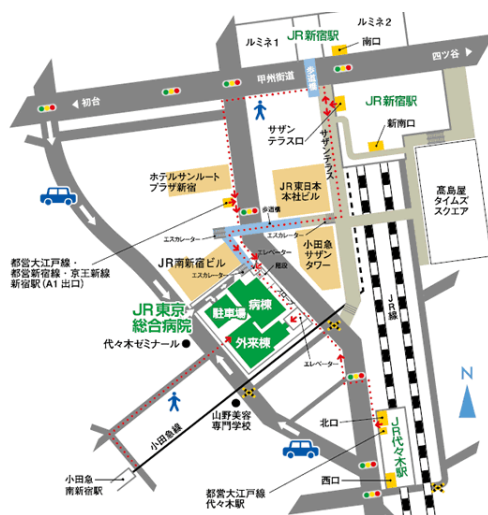 ルミネ1
ルミネ2
JR新宿駅
南口
四ツ谷
甲州街道
歩道橋
初台
JR新宿駅
サザン
テラス口
新南口
サザンテラス
ホテルサンルート
プラザ新宿
JR東日本
本社ビル
髙島屋
タイムズ
スクエア
歩道橋
エスカレーター
エスカレーター
都営大江戸線・
都営新宿線・京王新線
新宿駅(A1 出口)
JR南新宿ビル
エスカレーター
エレベーター
階段
小田急
サザン
タワー
JR線
JR東京
総合病院
駐車場
病棟
外来棟
代々木ゼミナール
エレベーター
N
山野美容
専門学校
小田急線
北口
JR代々木駅
小田急
南新宿駅
都営大江戸線
代々木駅
西口